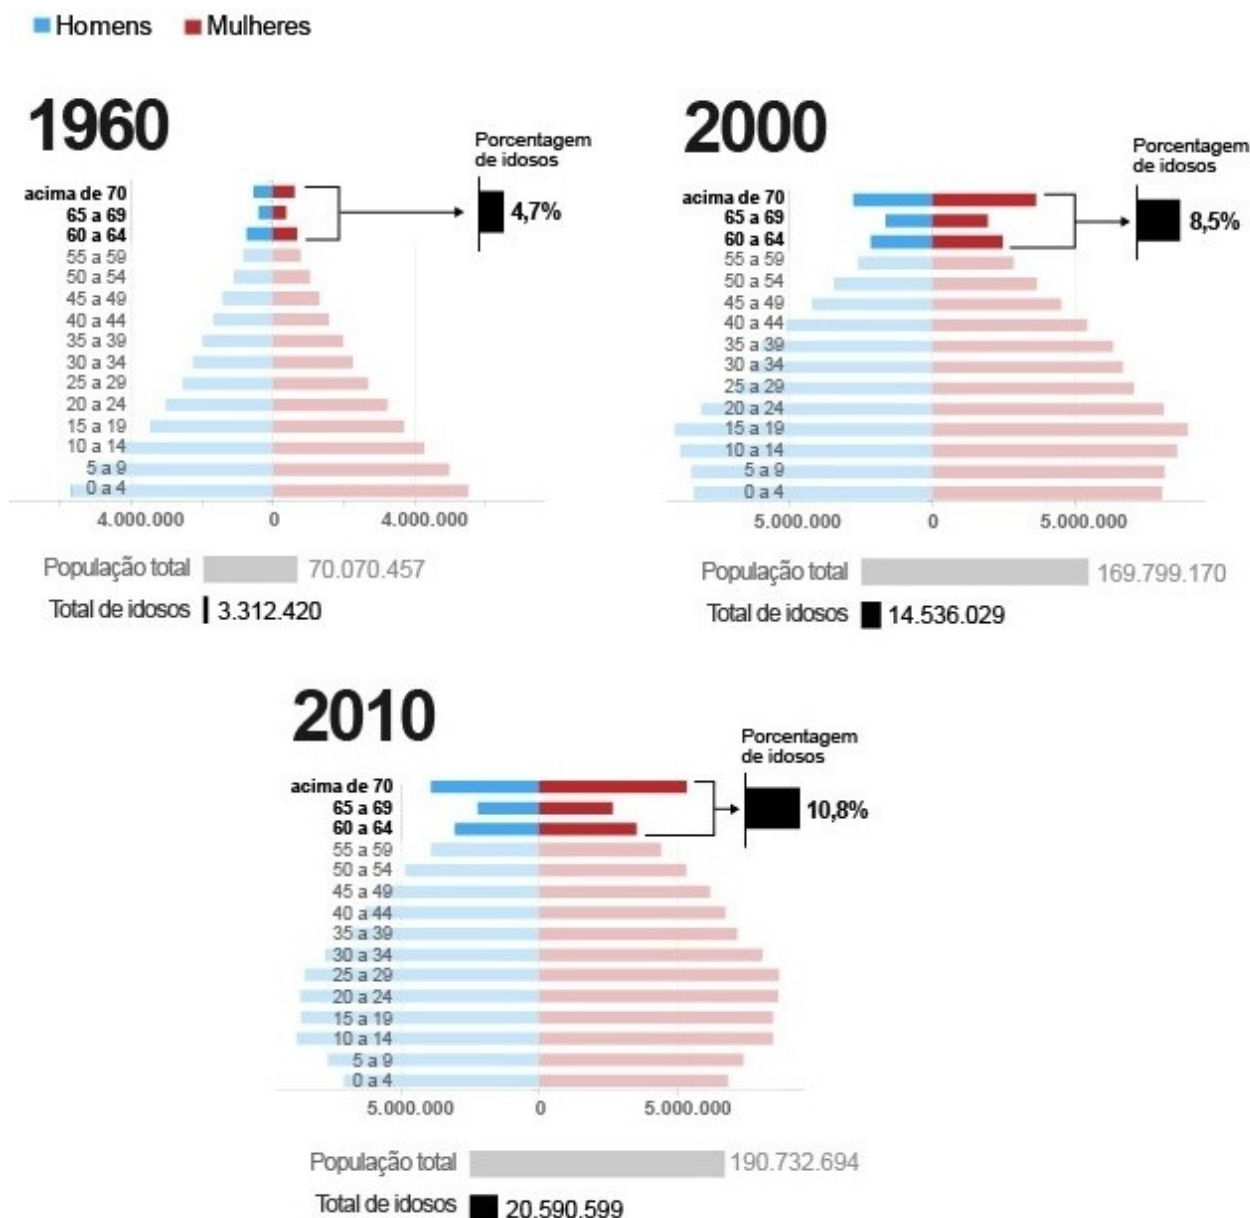 Homens Mulheres
1960
Porcentagem
de idosos
4,7%
acima de 70
65 a 69
60 a 64
55 a 59
50 a 54
45 a 49
40 a 44
35 a 39
30 a 34
25 a 29
20 a 24
15 a 19
10 a 14
5 a 9
0 a 4
4.000.000 0 4.000.000
População total 70.070.457
Total de idosos 3.312.420
2000
Porcentagem
de idosos
8,5%
acima de 70
65 a 69
60 a 64
55 a 59
50 a 54
45 a 49
40 a 44
35 a 39
30 a 34
25 a 29
20 a 24
15 a 19
10 a 14
5 a 9
0 a 4
5.000.000 0 5.000.000
População total 169.799.170
Total de idosos 14.536.029
2010
Porcentagem
de idosos
10,8%
acima de 70
65 a 69
60 a 64
55 a 59
50 a 54
45 a 49
40 a 44
35 a 39
30 a 34
25 a 29
20 a 24
15 a 19
10 a 14
5 a 9
0 a 4
5.000.000 0 5.000.000
População total 190.732.694
Total de idosos 20.590.599